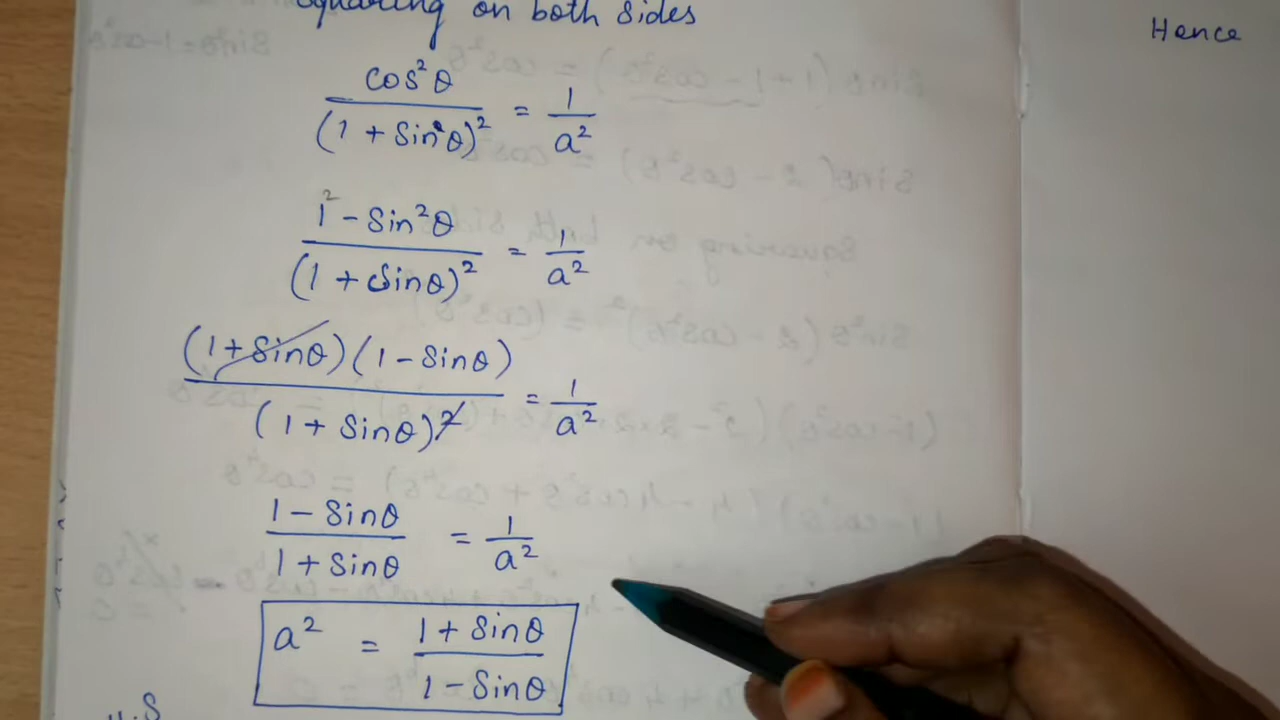 Squaring on both sides
Hence
cos²θ / (1 + sin²θ)² = 1 / a²
1² - sin²θ / (1 + sinθ)² = 1 / a²
(1 + sinθ)(1 - sinθ) / (1 + sinθ)² = 1 / a²
1 - sinθ / 1 + sinθ = 1 / a²
a² = 1 + sinθ / 1 - sinθ